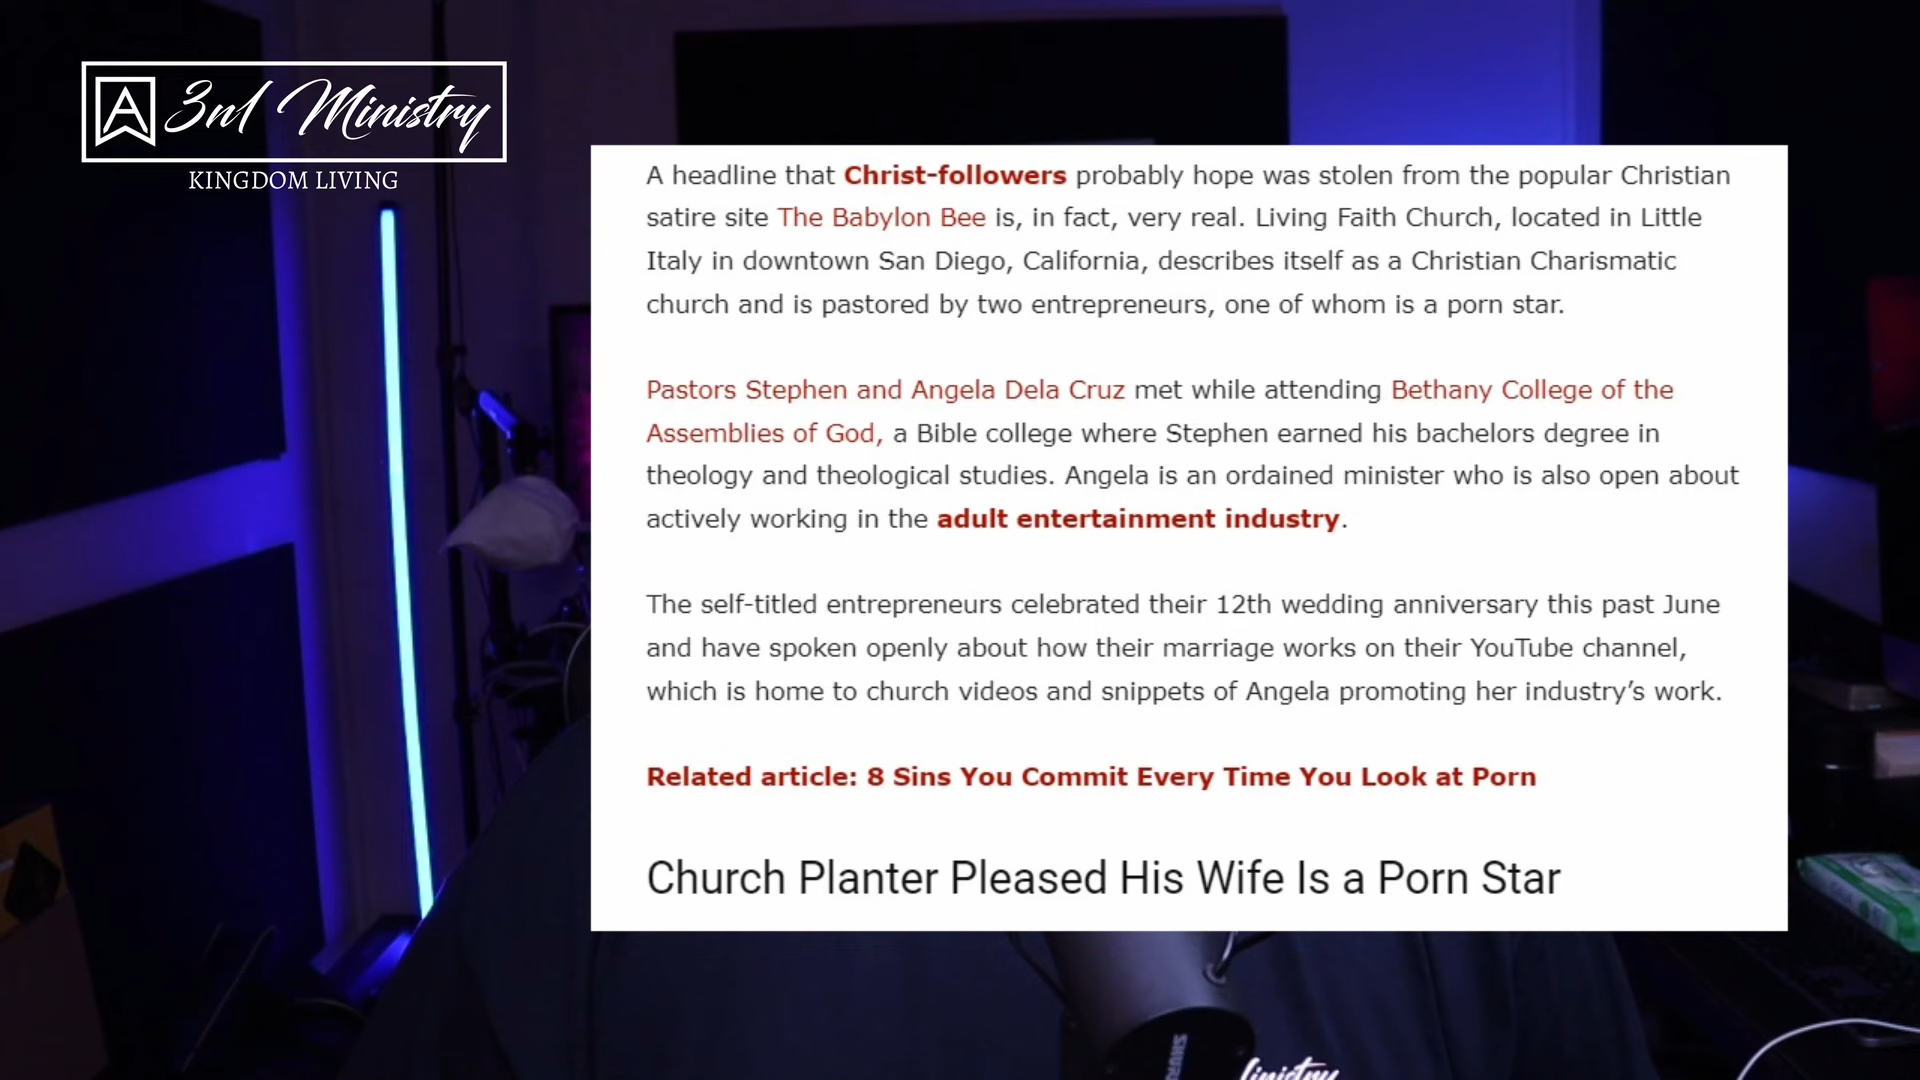 A 3n1 Ministry
KINGDOM LIVING
A headline that Christ-followers probably hope was stolen from the popular Christian
satire site The Babylon Bee is, in fact, very real. Living Faith Church, located in Little
Italy in downtown San Diego, California, describes itself as a Christian Charismatic
church and is pastored by two entrepreneurs, one of whom is a porn star.
Pastors Stephen and Angela Dela Cruz met while attending Bethany College of the
Assemblies of God, a Bible college where Stephen earned his bachelors degree in
theology and theological studies. Angela is an ordained minister who is also open about
actively working in the adult entertainment industry.
The self-titled entrepreneurs celebrated their 12th wedding anniversary this past June
and have spoken openly about how their marriage works on their YouTube channel,
which is home to church videos and snippets of Angela promoting her industry’s work.
Related article: 8 Sins You Commit Every Time You Look at Porn
Church Planter Pleased His Wife Is a Porn Star
SHURE
Ministry